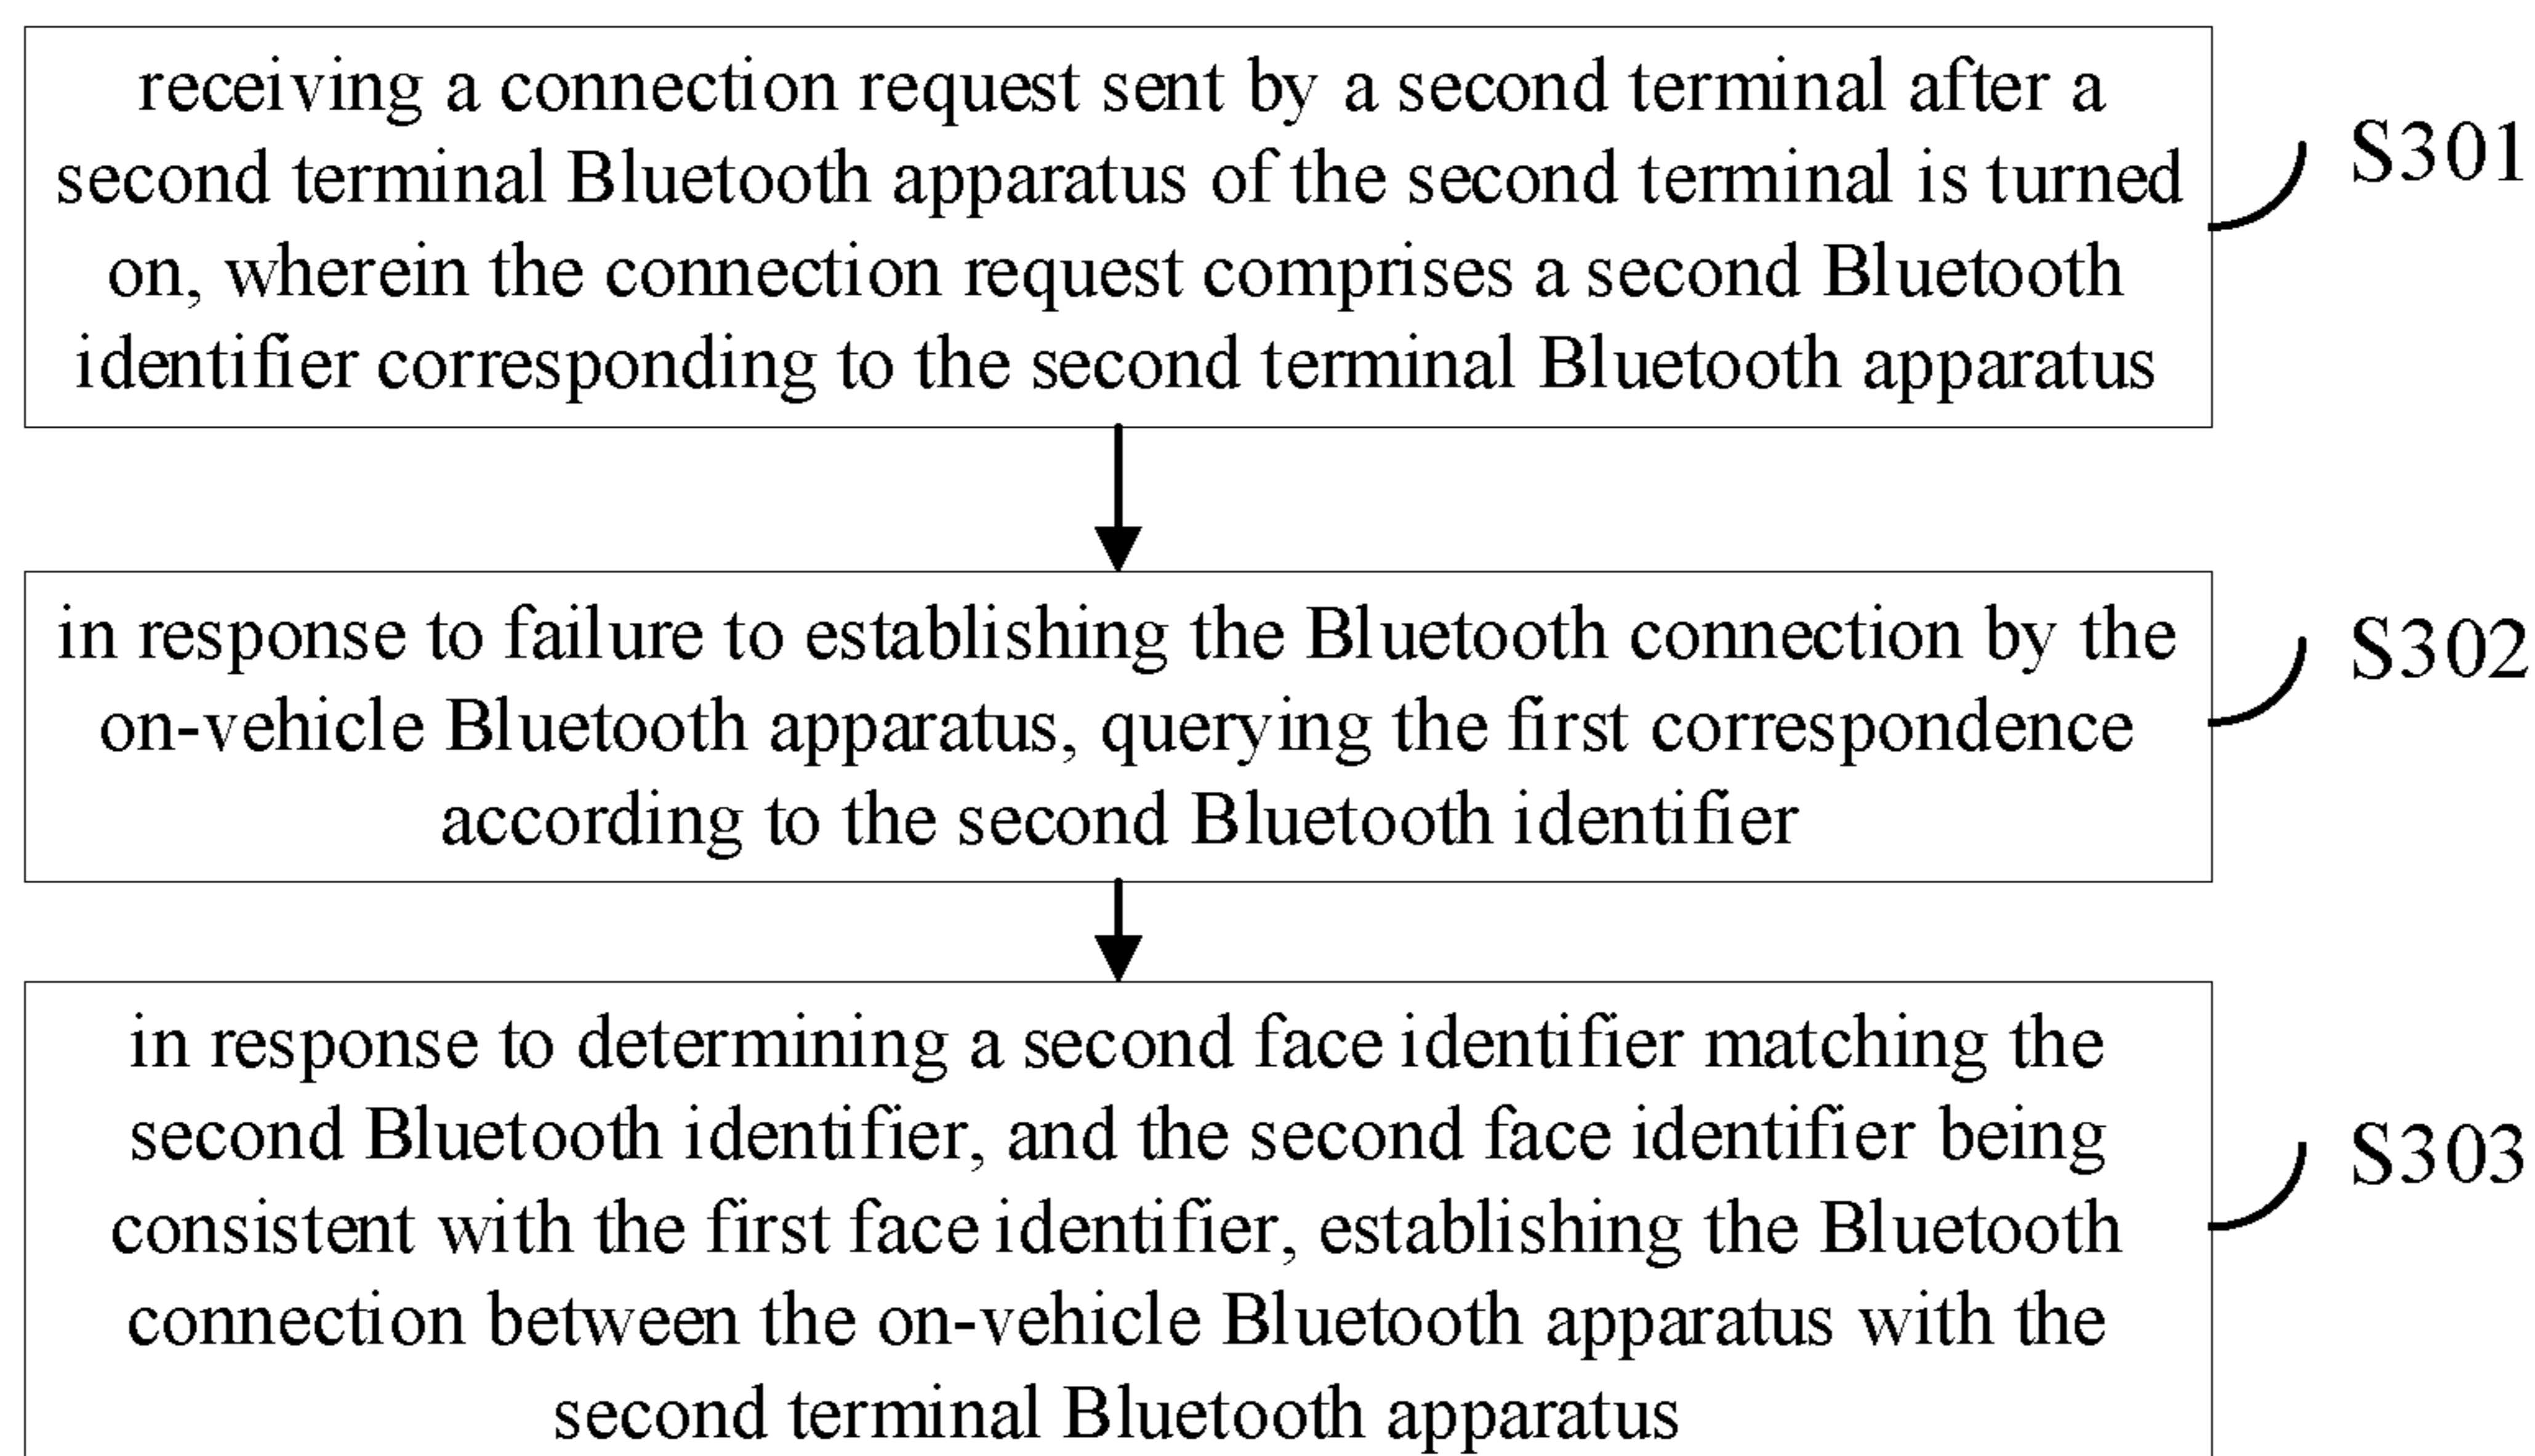 receiving a connection request sent by a second terminal after a
second terminal Bluetooth apparatus of the second terminal is turned
on, wherein the connection request comprises a second Bluetooth
identifier corresponding to the second terminal Bluetooth apparatus
S301
in response to failure to establishing the Bluetooth connection by the
on-vehicle Bluetooth apparatus, querying the first correspondence
according to the second Bluetooth identifier
S302
in response to determining a second face identifier matching the
second Bluetooth identifier, and the second face identifier being
consistent with the first face identifier, establishing the Bluetooth
connection between the on-vehicle Bluetooth apparatus with the
second terminal Bluetooth apparatus
S303